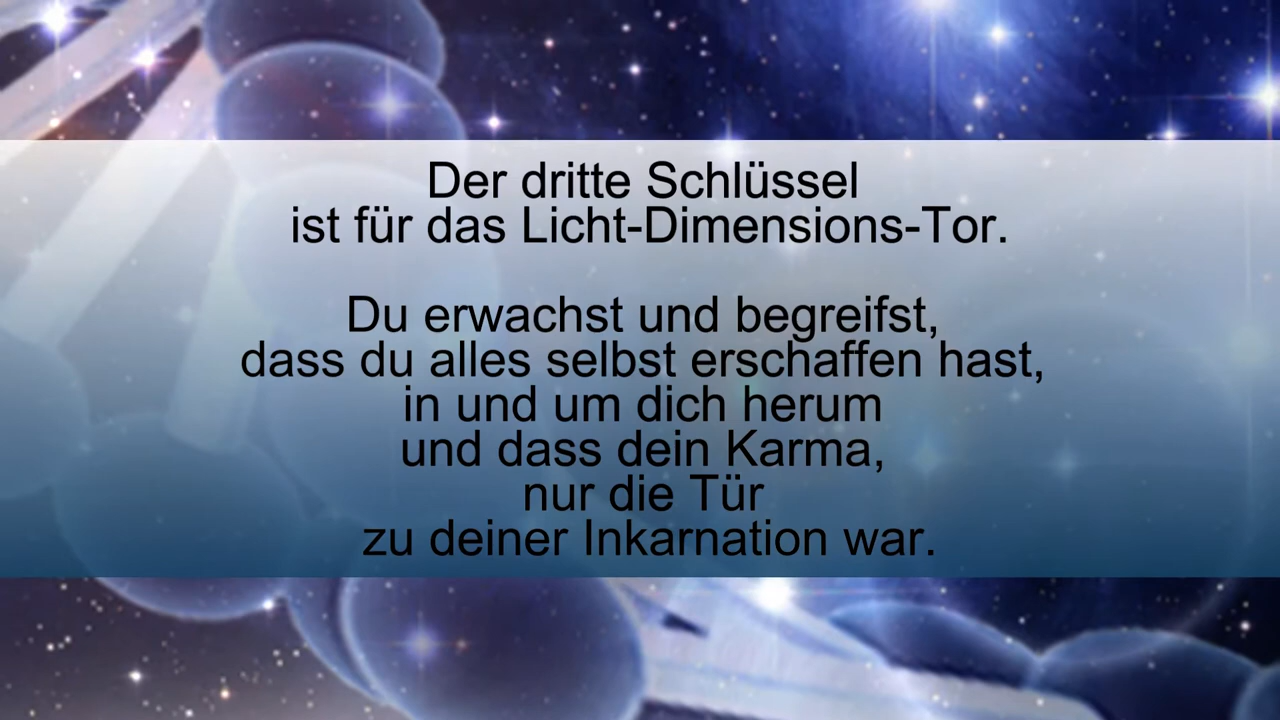 Der dritte Schlüssel
ist für das Licht-Dimensions-Tor.
Du erwachst und begreifst,
dass du alles selbst erschaffen hast,
in und um dich herum
und dass dein Karma,
nur die Tür
zu deiner Inkarnation war.